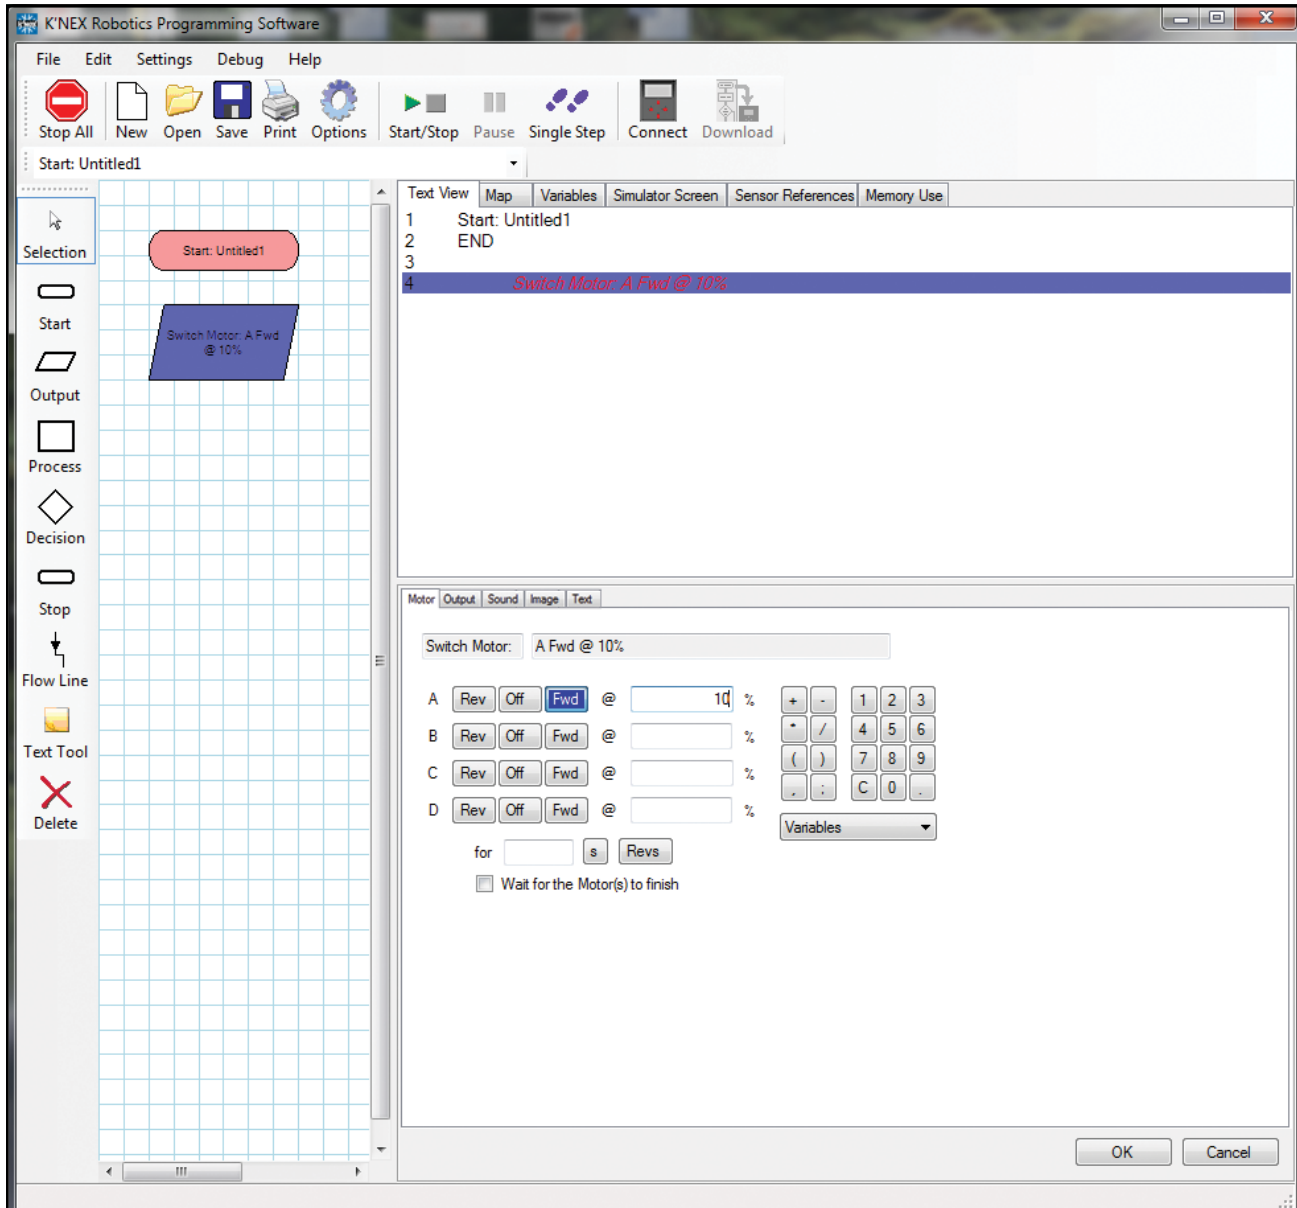 K'NEX Robotics Programming Software
File Edit Settings Debug Help
Stop All New Open Save Print Options Start/Stop Pause Single Step Connect Download
Start: Untitled1
Selection
Start
Output
Process
Decision
Stop
Flow Line
Text Tool
Delete
Start: Untitled1
Switch Motor: A Fwd
@ 10%
Text View Map Variables Simulator Screen Sensor References Memory Use
1 Start: Untitled1
2 END
3
4 Switch Motor: A Fwd @ 10%
Motor Output Sound Image Text
Switch Motor: A Fwd @ 10%
A Rev Off Fwd @ 10 % + - 1 2 3
B Rev Off Fwd @ % * / 4 5 6
C Rev Off Fwd @ % ( ) 7 8 9
D Rev Off Fwd @ % , ; C 0 .
Variables
for s Revs
Wait for the Motor(s) to finish
OK Cancel